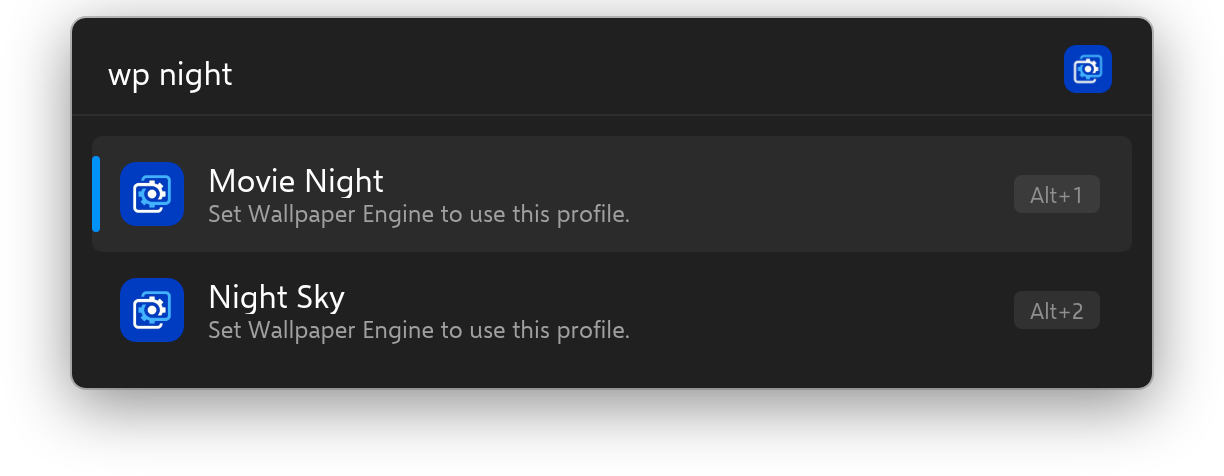 wp night
Movie Night
Set Wallpaper Engine to use this profile.
Alt+1
Night Sky
Set Wallpaper Engine to use this profile.
Alt+2